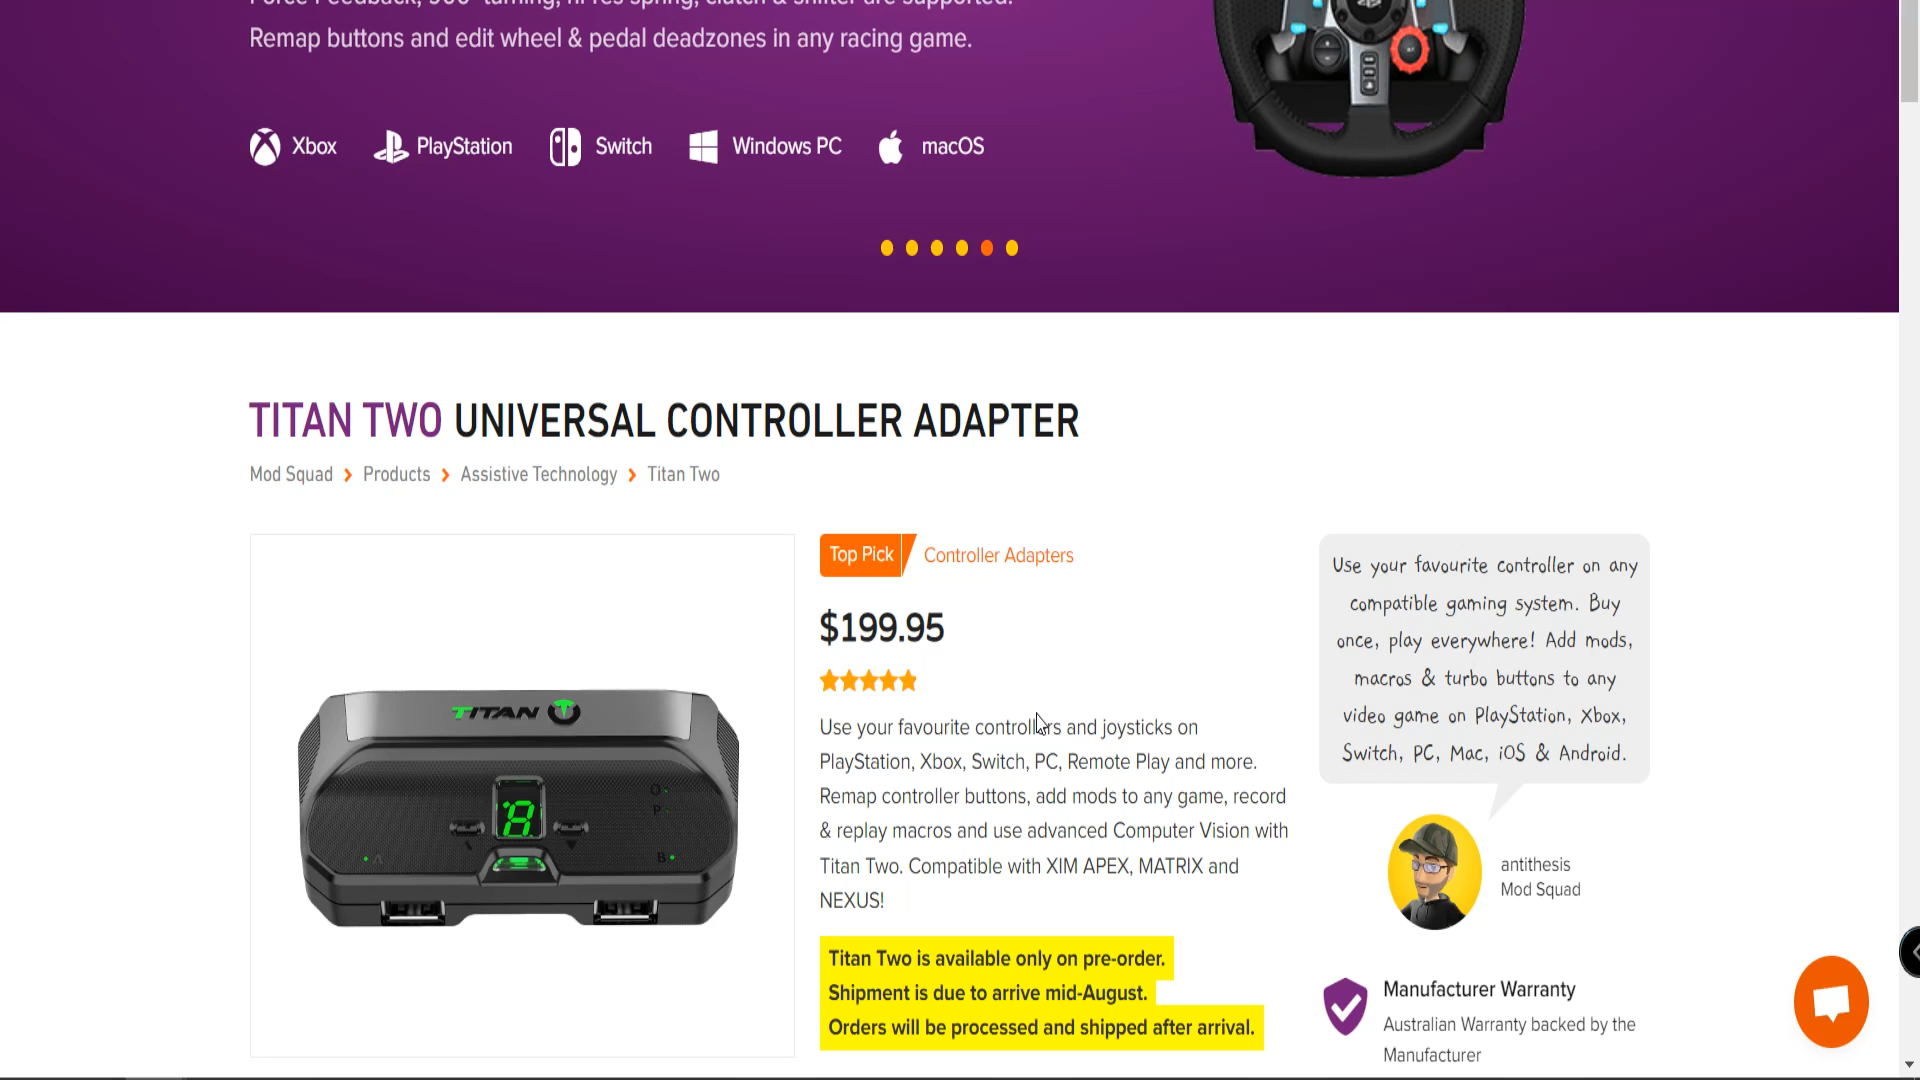 Remap buttons and edit wheel & pedal deadzones in any racing game.
Xbox PlayStation Switch Windows PC macOS
TITAN TWO UNIVERSAL CONTROLLER ADAPTER
Mod Squad > Products > Assistive Technology > Titan Two
Top Pick Controller Adapters
$199.95
Use your favourite controllers and joysticks on
PlayStation, Xbox, Switch, PC, Remote Play and more.
Remap controller buttons, add mods to any game, record
& replay macros and use advanced Computer Vision with
Titan Two. Compatible with XIM APEX, MATRIX and
NEXUS!
Titan Two is available only on pre-order.
Shipment is due to arrive mid-August.
Orders will be processed and shipped after arrival.
TITAN
8
A
B
Use your favourite controller on any
compatible gaming system. Buy
once, play everywhere! Add mods,
macros & turbo buttons to any
video game on PlayStation, Xbox,
Switch, PC, Mac, iOS & Android.
antithesis
Mod Squad
Manufacturer Warranty
Australian Warranty backed by the
Manufacturer